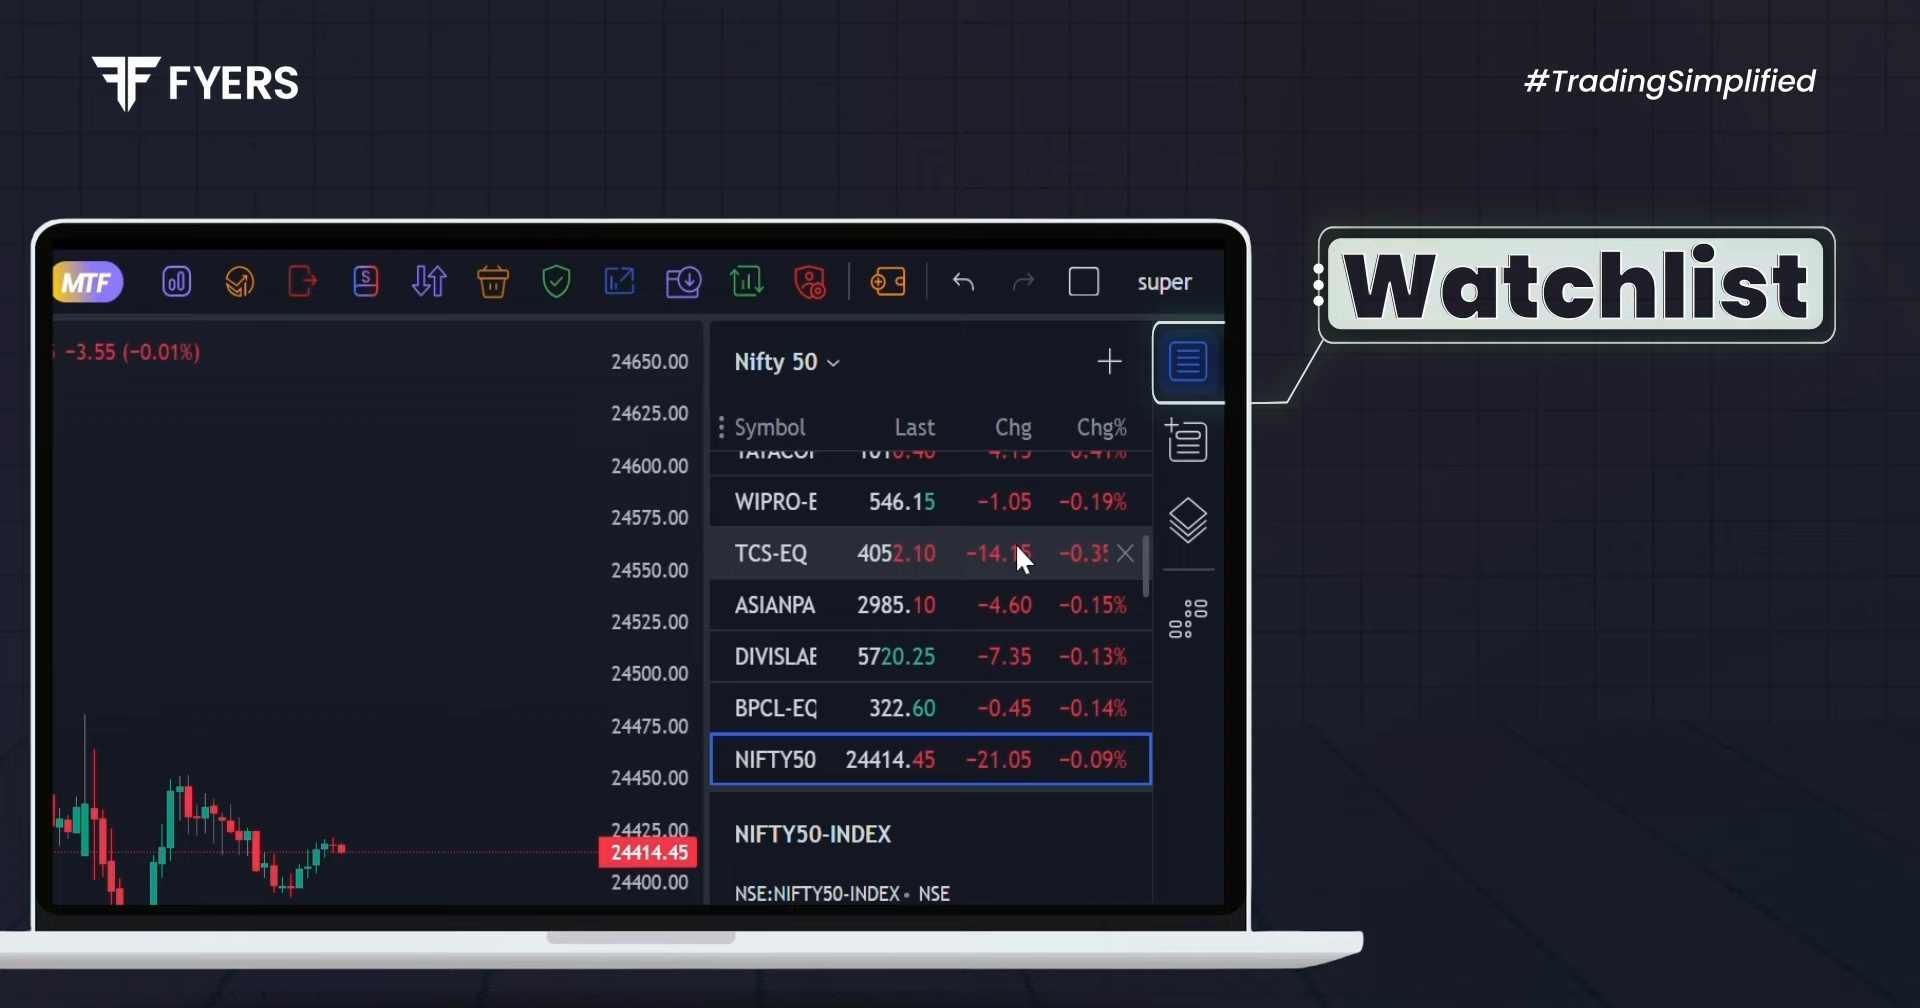 FYERS
#TradingSimplified
Watchlist
MTF
super
−3.55 (−0.01%)
24650.00
24625.00
24600.00
24575.00
24550.00
24525.00
24500.00
24475.00
24450.00
24425.00
24414.45
24400.00
Nifty 50
Symbol Last Chg Chg%
WIPRO-E 546.15 −1.05 −0.19%
TCS-EQ 4052.10 −14.15 −0.35
ASIANPA 2985.10 −4.60 −0.15%
DIVISLAE 5720.25 −7.35 −0.13%
BPCL-EQ 322.60 −0.45 −0.14%
NIFTY50 24414.45 −21.05 −0.09%
NIFTY50-INDEX
NSE:NIFTY50-INDEX • NSE